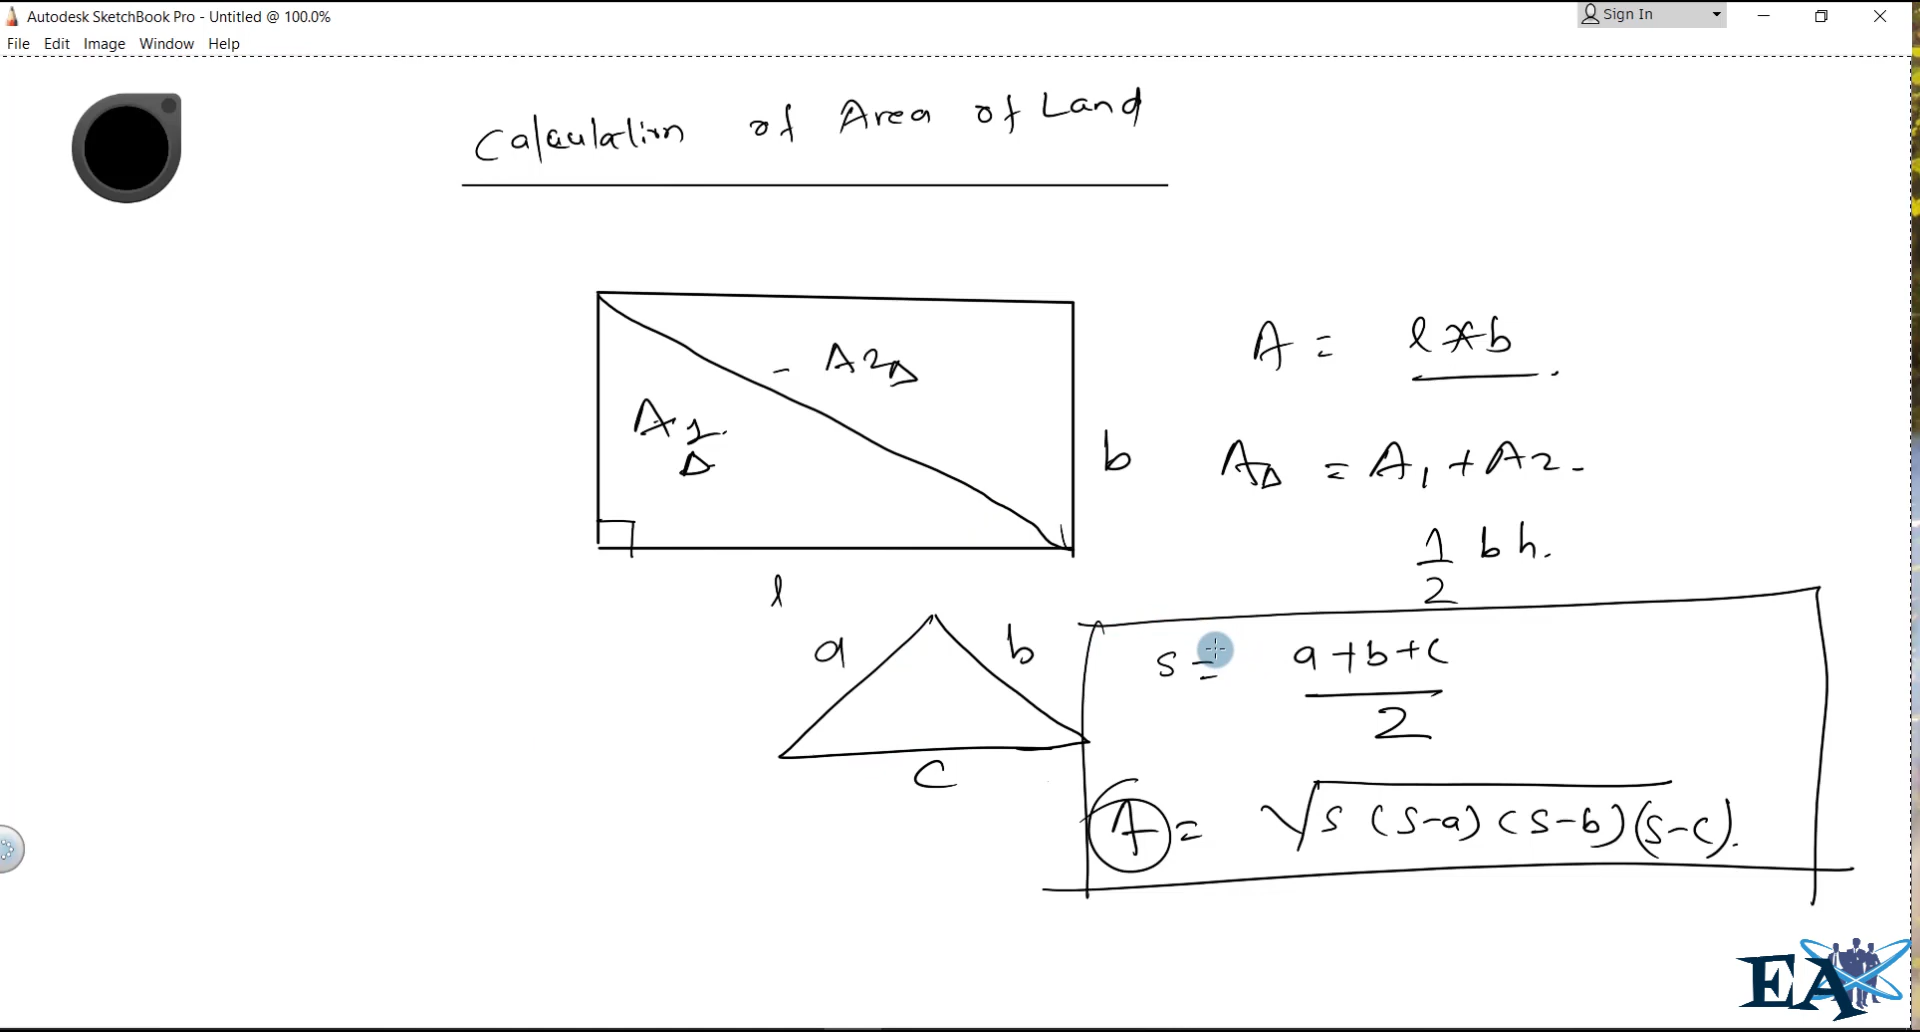 Autodesk SketchBook Pro - Untitled @ 100.0%
Sign In
File Edit Image Window Help
Calculation of Area of Land
A2Δ
A1
Δ
b
l
A = l * b
AΔ = A1 + A2
1/2 b h.
a
b
c
s = a+b+c
2
A = √s (s-a) (s-b) (s-c).
EA